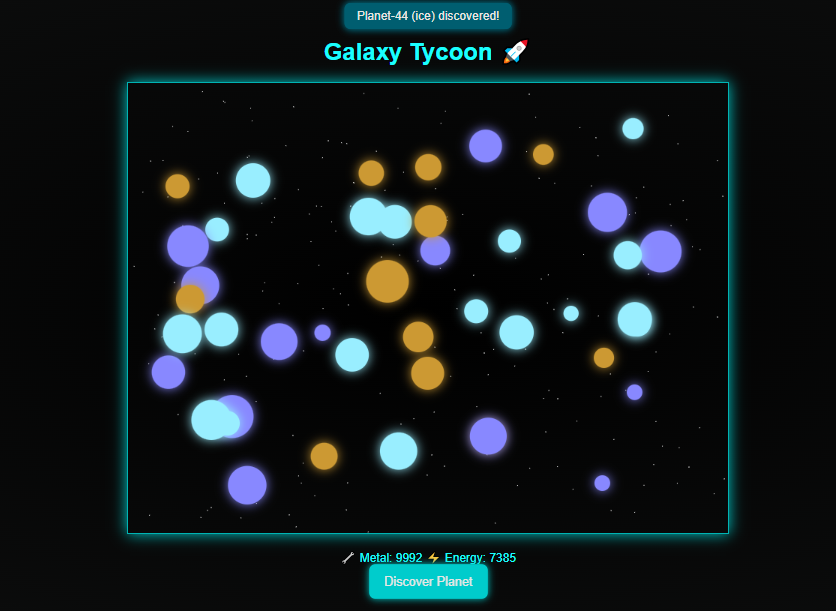 Planet-44 (ice) discovered!
Galaxy Tycoon 🚀
🔧 Metal: 9992 ⚡ Energy: 7385
Discover Planet